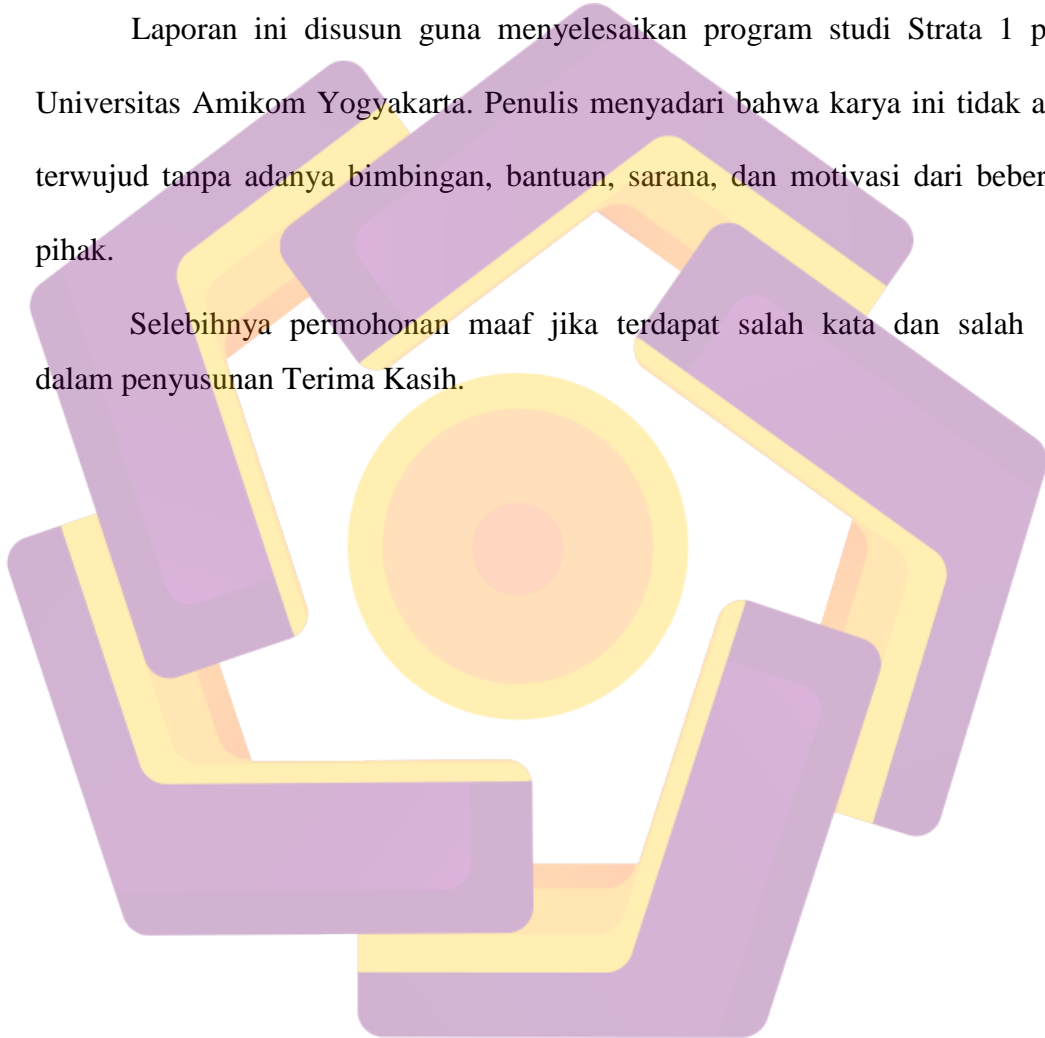 Laporan ini disusun guna menyelesaikan program studi Strata 1 p
Universitas Amikom Yogyakarta. Penulis menyadari bahwa karya ini tidak a
terwujud tanpa adanya bimbingan, bantuan, sarana, dan motivasi dari beber
pihak.
Selebihnya permohonan maaf jika terdapat salah kata dan salah
dalam penyusunan Terima Kasih.